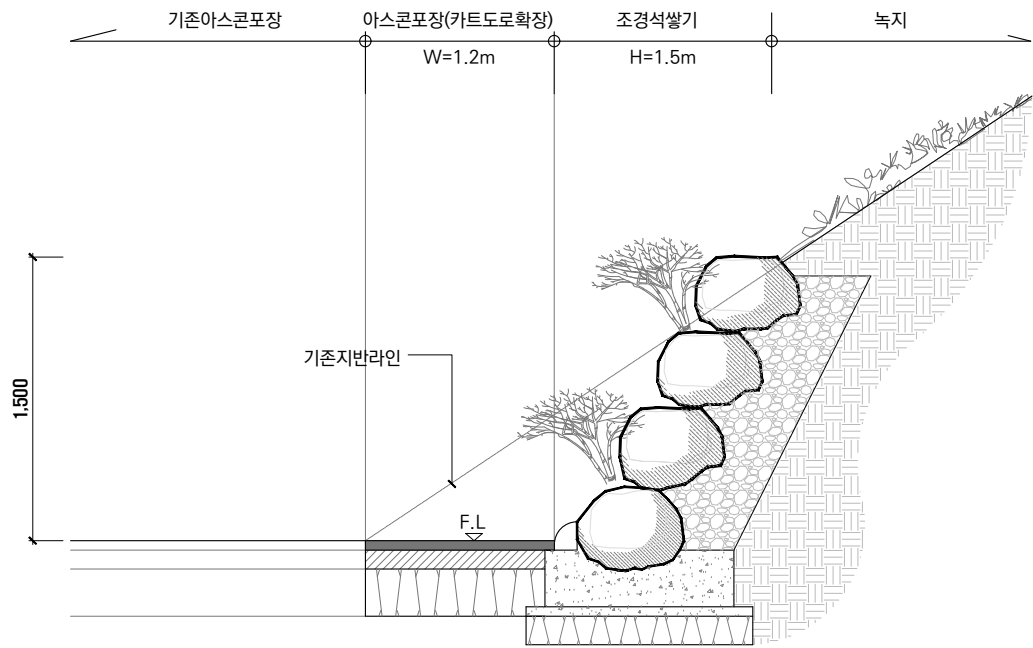 기존아스콘포장
아스콘포장(카트도로확장)
조경석쌓기
녹지
W=1.2m
H=1.5m
기존지반라인
1,500
F.L